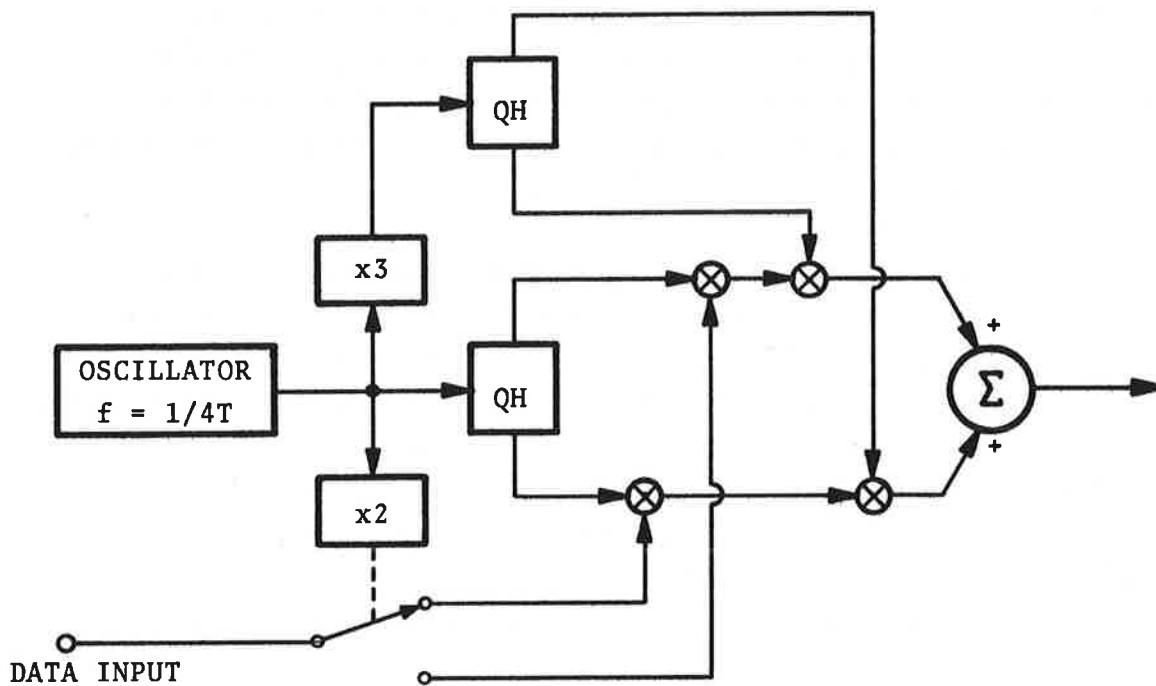 QH
x3
OSCILLATOR
f = 1/4T
QH
+
Σ
+
x2
DATA INPUT